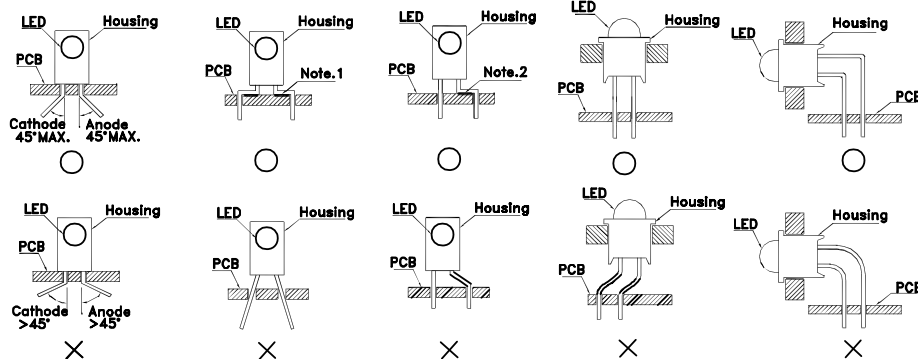 LED
Housing
PCB
Cathode
45°MAX.
Anode
45°MAX.
LED
Housing
PCB
Note.1
LED
Housing
PCB
Note.2
LED
Housing
PCB
LED
Housing
PCB
LED
Housing
PCB
Cathode
>45°
Anode
>45°
LED
Housing
PCB
LED
Housing
PCB
LED
Housing
PCB
LED
Housing
PCB